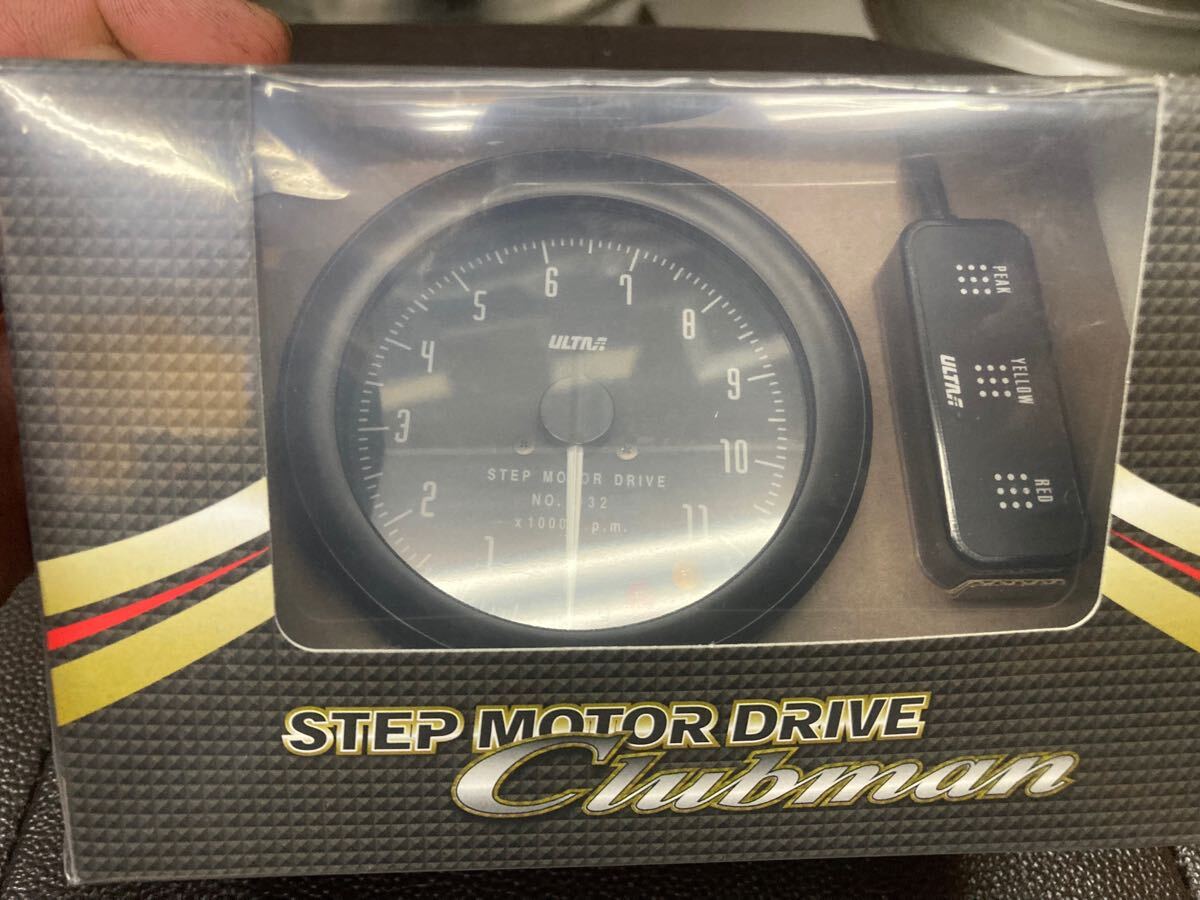 6
7
5
8
ULTRA
4
9
3
10
STEP MOTOR DRIVE
2
11
1
PEAK
YELLOW
ULTRA
RED
STEP MOTOR DRIVE
Clubman